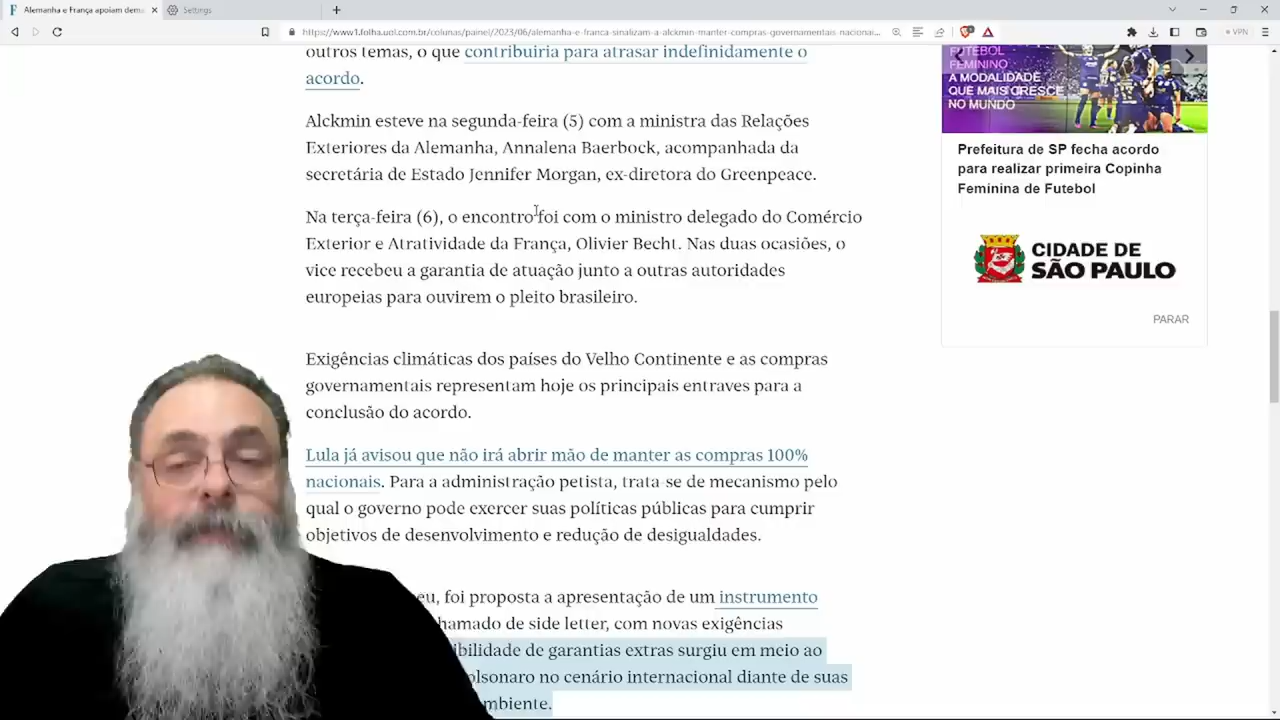 Alemanha e França apoiam dem
Settings
https://www1.folha.uol.com.br/colunas/painel/2023/06/alemanha-e-franca-sinalizam-a-alckmin-manter-compras-governamentais-nacionai...
VPN
outros temas, o que contribuiria para atrasar indefinidamente o
acordo.
Alckmin esteve na segunda-feira (5) com a ministra das Relações
Exteriores da Alemanha, Annalena Baerbock, acompanhada da
secretária de Estado Jennifer Morgan, ex-diretora do Greenpeace.
Na terça-feira (6), o encontro foi com o ministro delegado do Comércio
Exterior e Atratividade da França, Olivier Becht. Nas duas ocasiões, o
vice recebeu a garantia de atuação junto a outras autoridades
europeias para ouvirem o pleito brasileiro.
Exigências climáticas dos países do Velho Continente e as compras
governamentais representam hoje os principais entraves para a
conclusão do acordo.
Lula já avisou que não irá abrir mão de manter as compras 100%
nacionais. Para a administração petista, trata-se de mecanismo pelo
qual o governo pode exercer suas políticas públicas para cumprir
objetivos de desenvolvimento e redução de desigualdades.
eu, foi proposta a apresentação de um instrumento
hamado de side letter, com novas exigências
ibilidade de garantias extras surgiu em meio ao
olsonaro no cenário internacional diante de suas
mbiente.
FUTEBOL
FEMININO
A MODALIDADE
QUE MAIS CRESCE
NO MUNDO
Prefeitura de SP fecha acordo
para realizar primeira Copinha
Feminina de Futebol
CIDADE DE
SÃO PAULO
PARAR